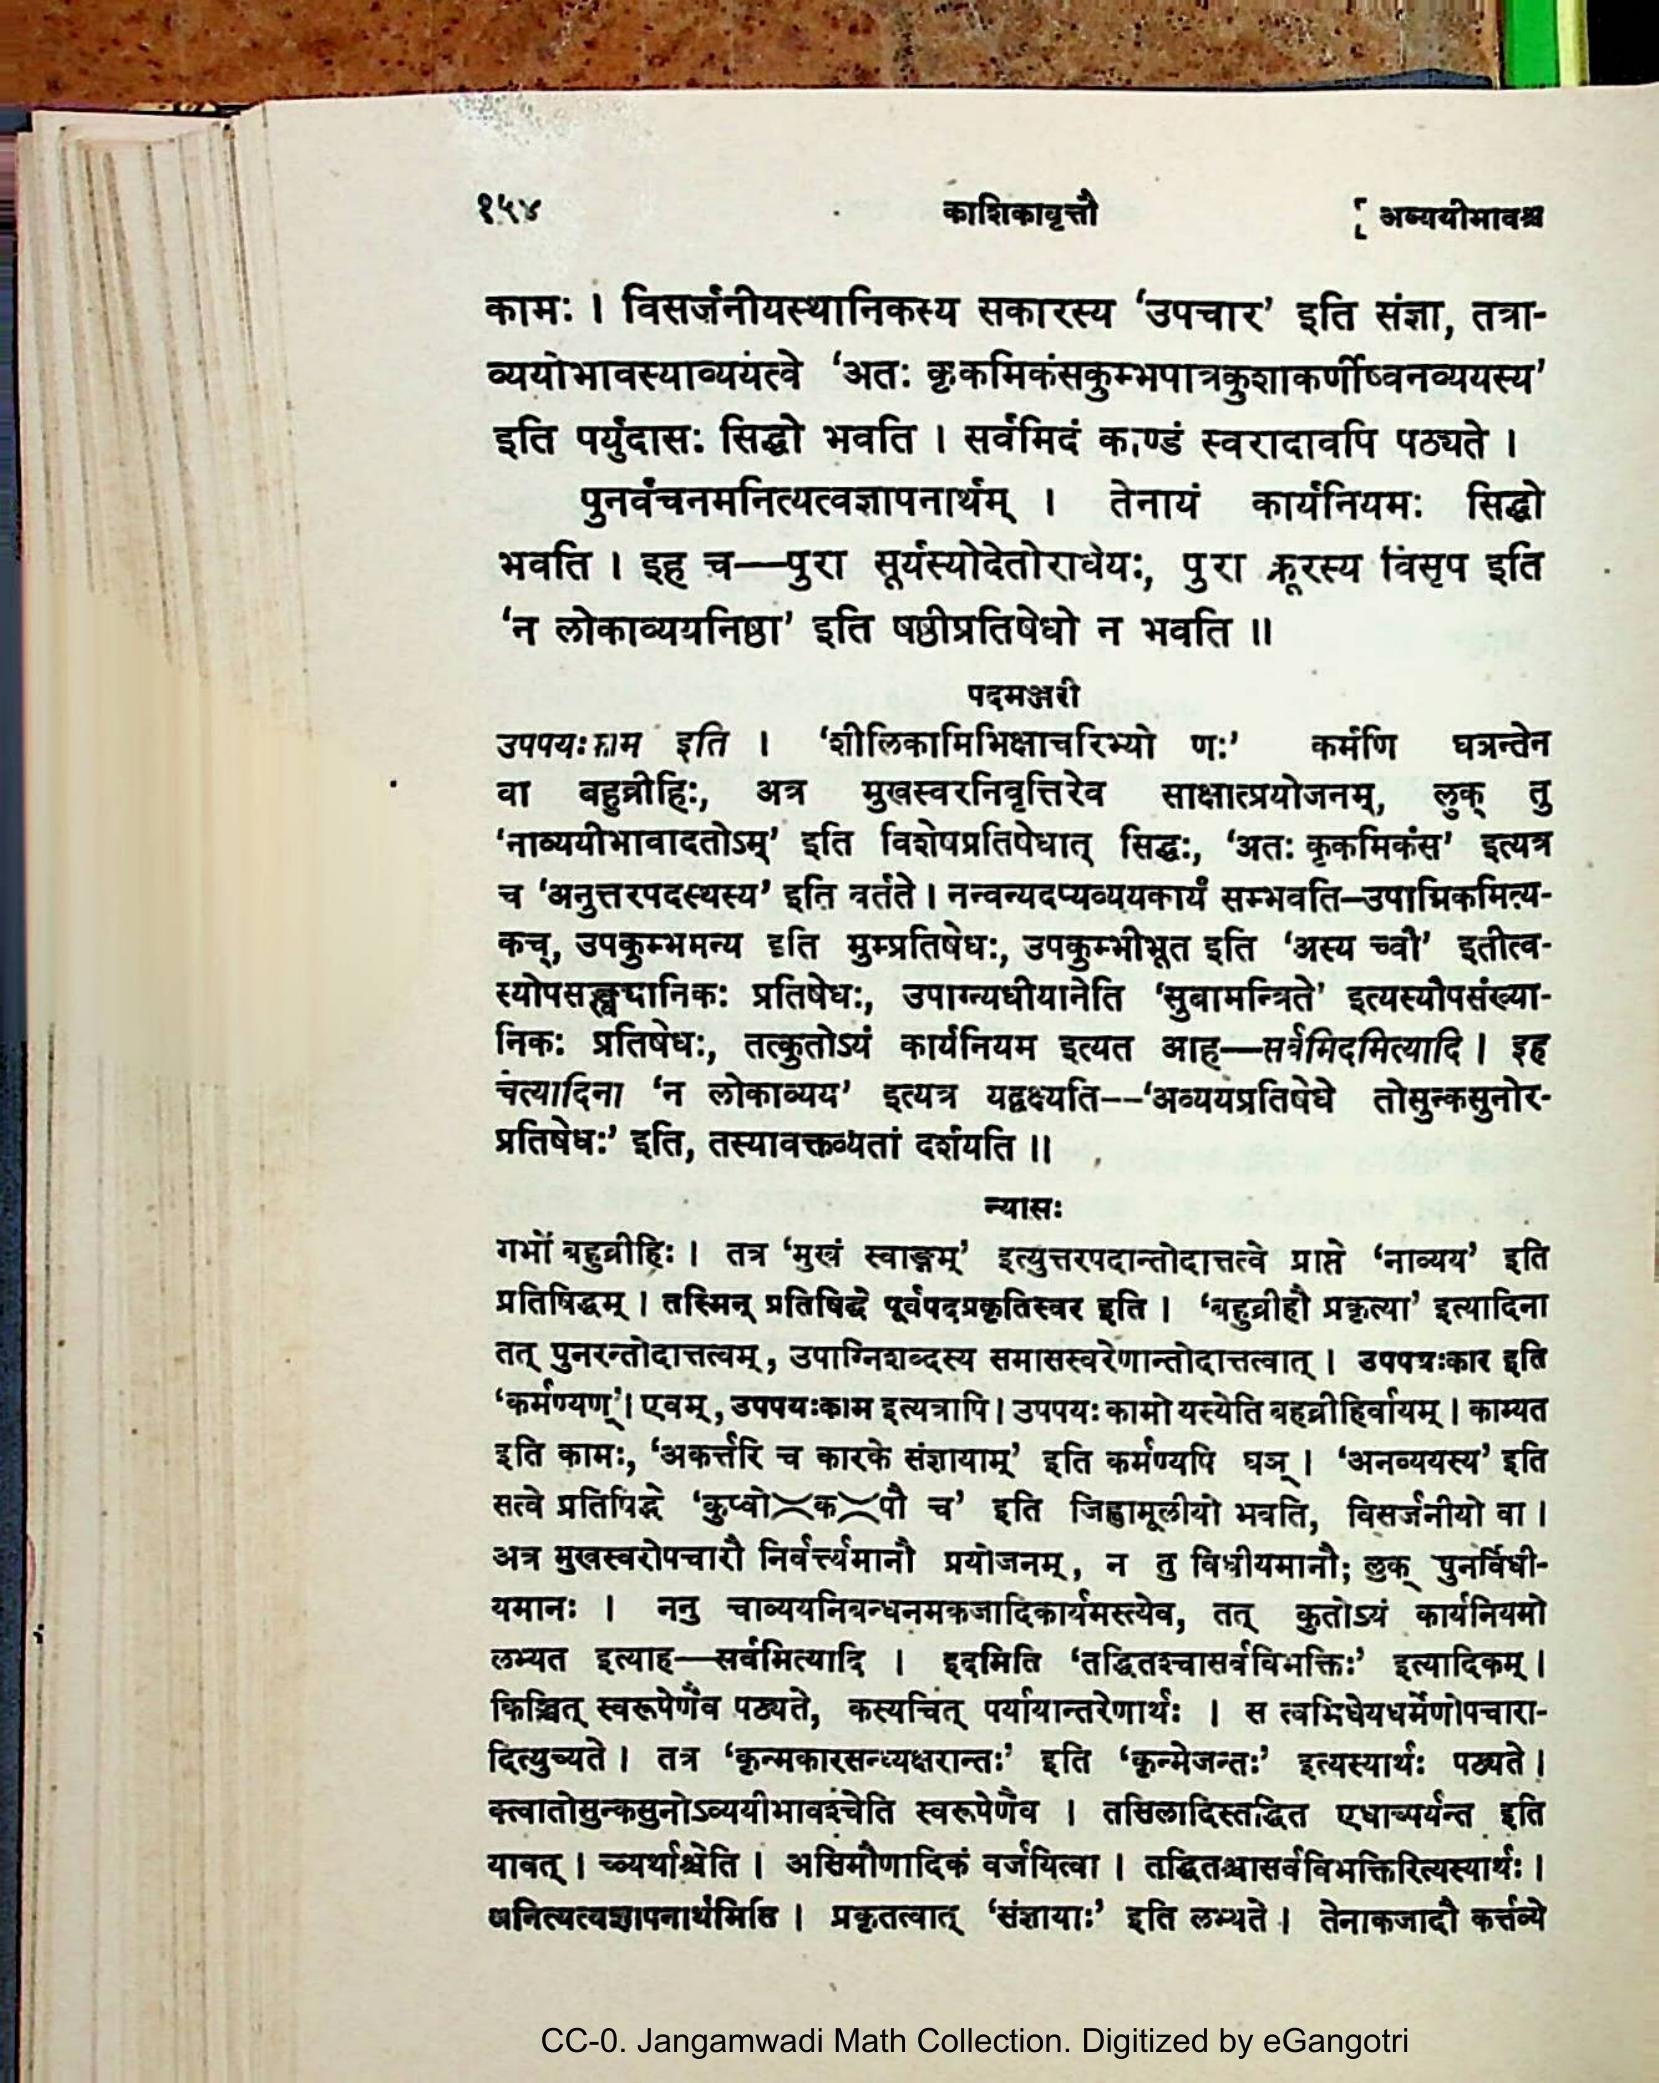 १५४ काशिकावृत्तौ [ अव्ययीभावश्च
कामः । विसर्जनीयस्थानिकस्य सकारस्य ‘उपचार’ इति संज्ञा, तत्रा-
व्ययीभावस्याव्ययत्वे ‘अतः कृकमिकंसकुम्भपात्रकुशाकर्णीष्वनव्ययस्य’
इति पर्युदासः सिद्धो भवति । सर्वमिदं काण्डं स्वरादावपि पठ्यते ।
पुनर्वचनमनित्यत्वज्ञापनार्थम् । तेनायं कार्यनियमः सिद्धो
भवति । इह च—पुरा सूर्यस्योदेतोराधेयः, पुरा क्रूरस्य विसृप इति
‘न लोकाव्ययनिष्ठा’ इति षष्ठीप्रतिषेधो न भवति ॥
पदमञ्जरी
उपपयःकाम इति । ‘शीलिकामिभिक्षाचरिभ्यो णः’ कर्मणि घञन्तेन
वा बहुव्रीहिः, अत्र मुखस्वरनिवृत्तिरेव साक्षात्प्रयोजनम्, लुक् तु
‘नाव्ययीभावादतोऽम्’ इति विशेषप्रतिषेधात् सिद्धः, ‘अतः कृकमिकंस’ इत्यत्र
च ‘अनुत्तरपदस्थस्य’ इति वर्तते । नन्वन्यदप्यव्ययकार्यं सम्भवति—उपाग्निकमित्य-
कच्, उपकुम्भमन्य इति मुम्प्रतिषेधः, उपकुम्भीभूत इति ‘अस्य च्वौ’ इतीत्व-
स्योपसङ्ख्यानिकः प्रतिषेधः, उपाग्न्यधीयानेति ‘सुबामन्त्रिते’ इत्यस्यौपसंख्या-
निकः प्रतिषेधः, तत्कुतोऽयं कार्यनियम इत्यत आह—सर्वमिदमित्यादि । इह
चेत्यादिना ‘न लोकाव्यय’ इत्यत्र यद्वक्ष्यति--‘अव्ययप्रतिषेधे तोसुन्कसुनोर-
प्रतिषेधः’ इति, तस्यावक्तव्यतां दर्शयति ॥
न्यासः
गर्भो बहुव्रीहिः । तत्र ‘मुखं स्वाङ्गम्’ इत्युत्तरपदान्तोदात्तत्वे प्राप्ते ‘नाव्यय’ इति
प्रतिषिद्धम् । तस्मिन् प्रतिषिद्धे पूर्वपदप्रकृतिस्वर इति । ‘बहुव्रीहौ प्रकृत्या’ इत्यादिना
तत् पुनरन्तोदात्तत्वम्, उपाग्निशब्दस्य समासस्वरेणान्तोदात्तत्वात् । उपपयःकार इति
‘कर्मण्यण्’। एवम्, उपपयःकाम इत्यत्रापि । उपपयः कामो यस्येति बहव्रीहिर्वायम् । काम्यत
इति कामः, ‘अकर्त्तरि च कारके संज्ञायाम्’ इति कर्मण्यपि घञ् । ‘अनव्ययस्य’ इति
सत्वे प्रतिषिद्धे ‘कुप्वो≍क≍पौ च’ इति जिह्वामूलीयो भवति, विसर्जनीयो वा ।
अत्र मुखस्वरोपचारौ निर्वर्त्त्यमानौ प्रयोजनम्, न तु विधीयमानौ; लुक् पुनर्विधी-
यमानः । ननु चाव्ययनिबन्धनमकजादिकार्यमस्त्येव, तत् कुतोऽयं कार्यनियमो
लभ्यत इत्याह—सर्वमित्यादि । इदमिति ‘तद्धितश्चासर्वविभक्तिः’ इत्यादिकम् ।
किञ्चित् स्वरूपेणैव पठ्यते, कस्यचित् पर्यायान्तरेणार्थः । स त्वभिधेयधर्मेणोपचारा-
दित्युच्यते । तत्र ‘कृन्मकारसन्ध्यक्षरान्तः’ इति ‘कृन्मेजन्तः’ इत्यस्यार्थः पठ्यते ।
क्त्वातोसुन्कसुनोऽव्ययीभावश्चेति स्वरूपेणैव । तसिलादिस्तद्धित एधाच्पर्यन्त इति
यावत् । च्व्यर्थाश्चेति । असिमौणादिकं वर्जयित्वा । तद्धितश्चासर्वविभक्तिरित्यस्यार्थः ।
अनित्यत्वज्ञापनार्थमिति । प्रकृतत्वात् ‘संज्ञायाः’ इति लभ्यते । तेनाकजादौ कर्त्तव्ये
CC-0. Jangamwadi Math Collection. Digitized by eGangotri